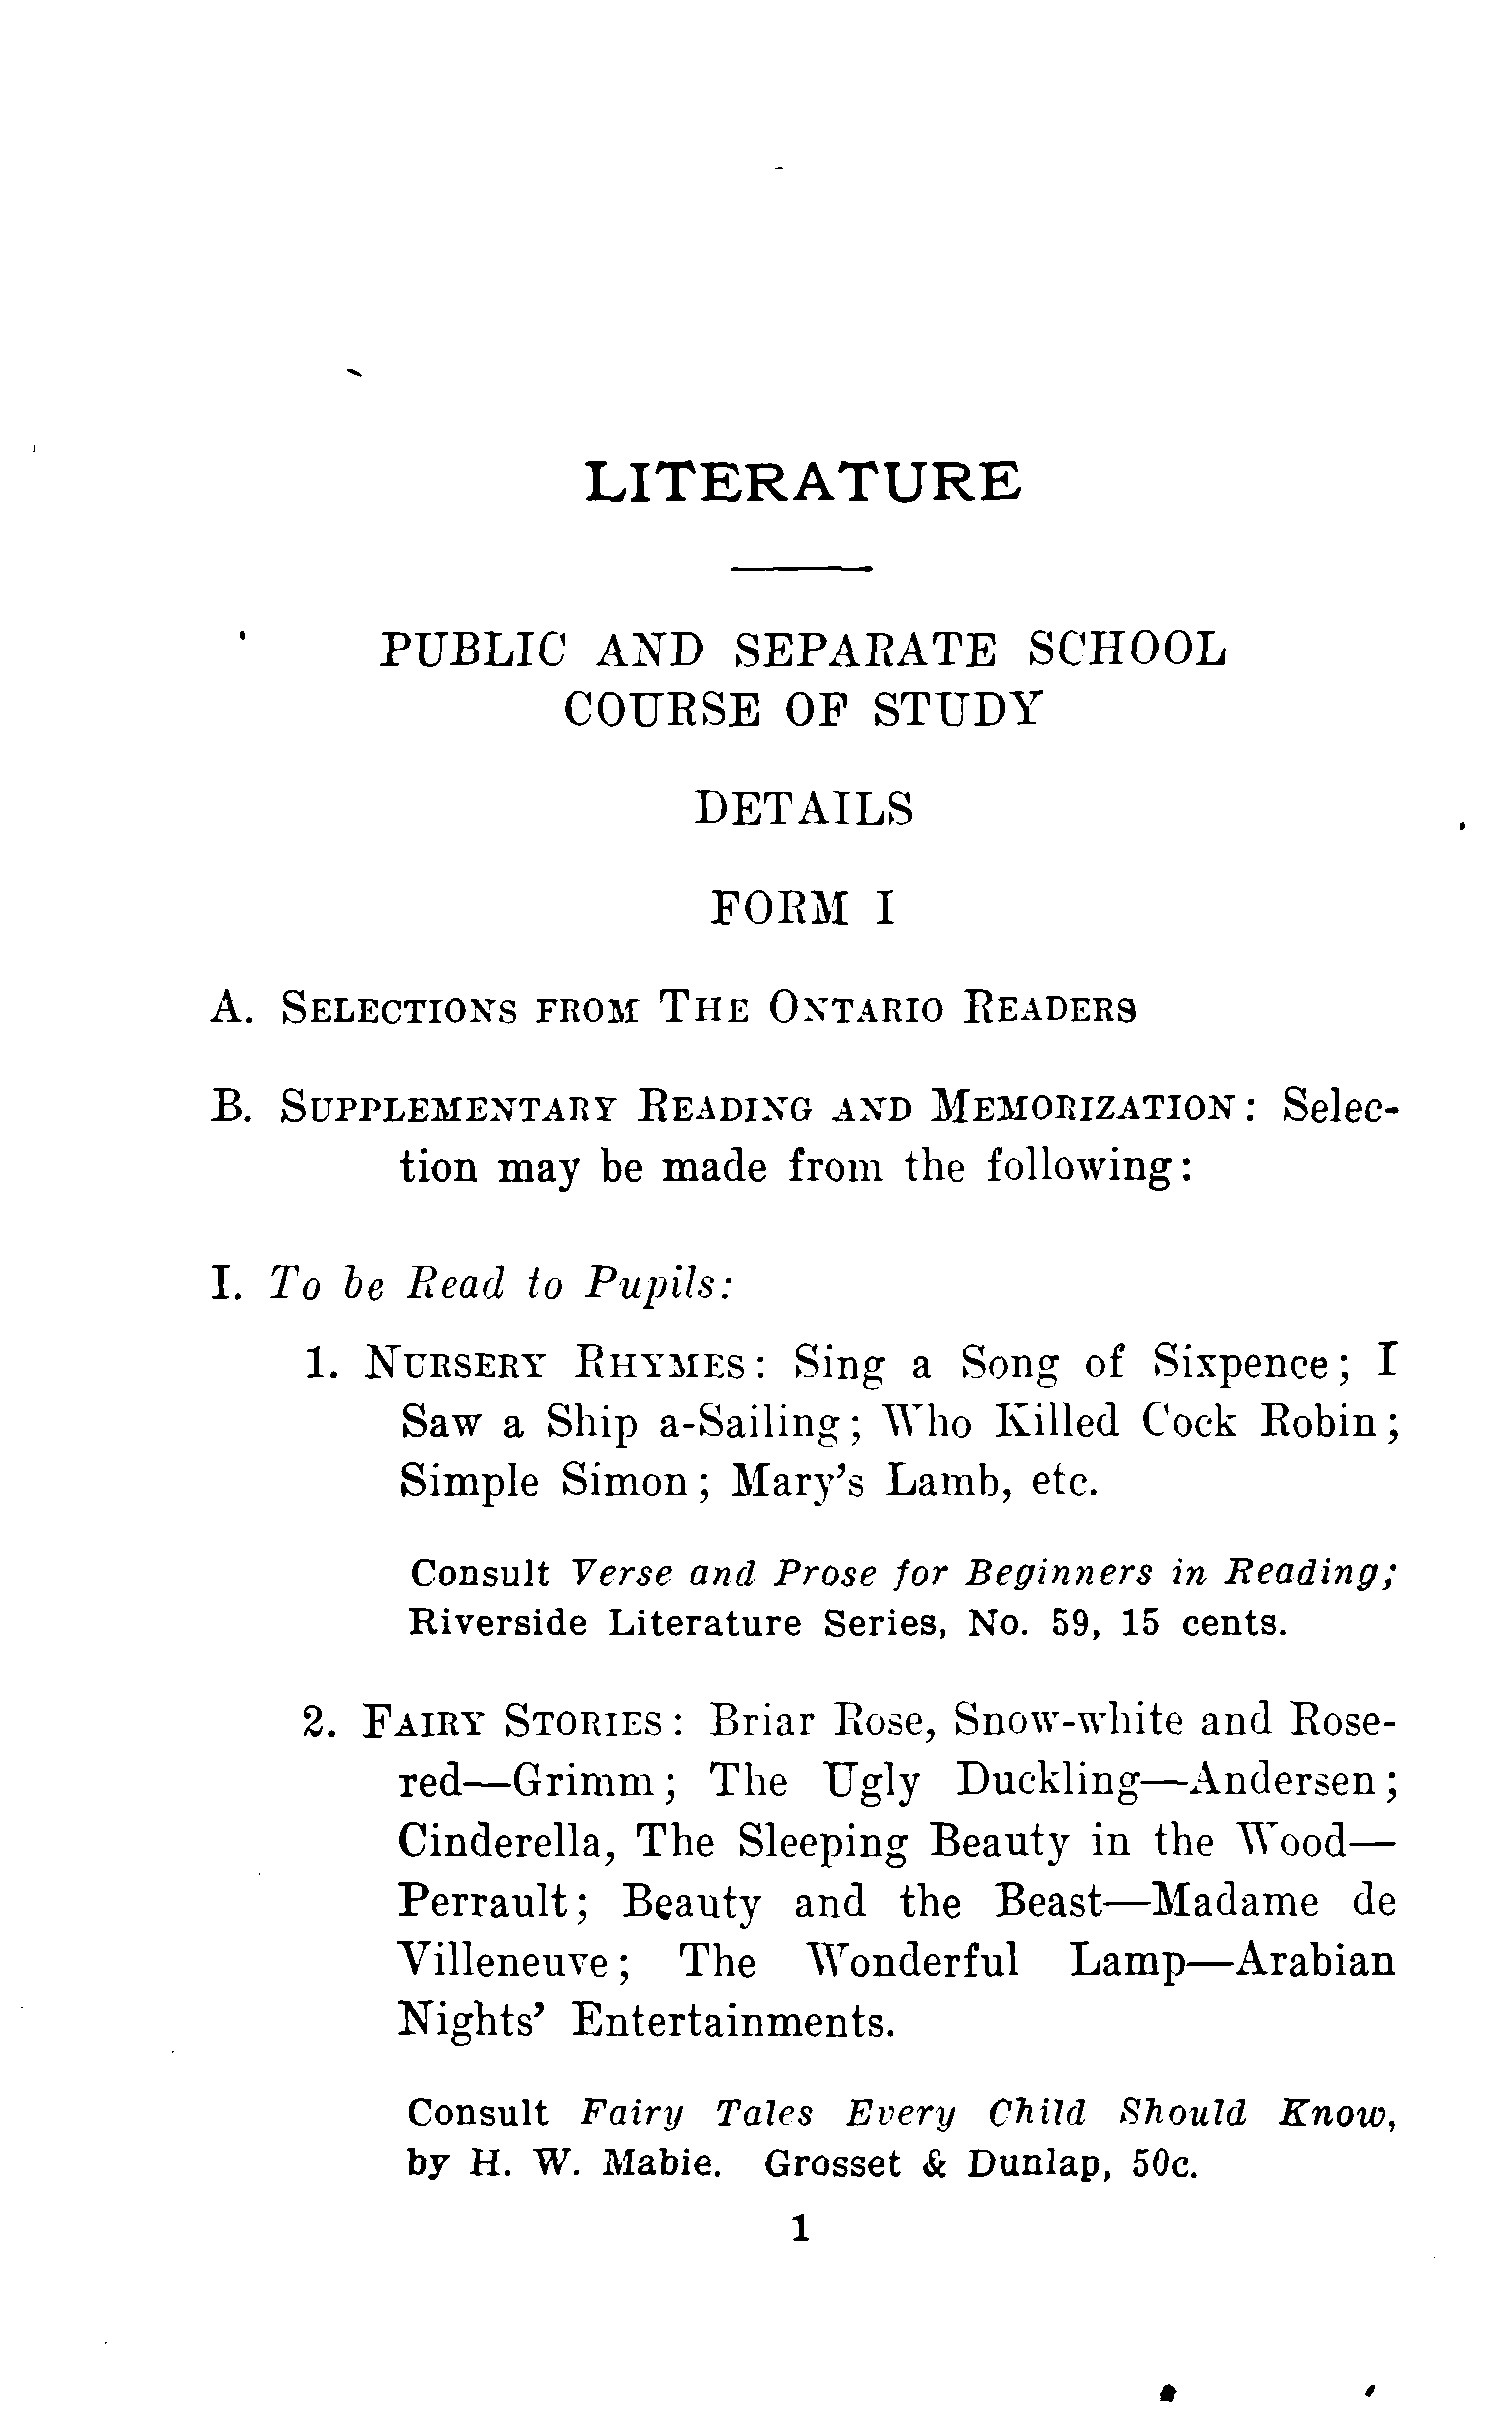 LITERATURE
PUBLIC AND SEPARATE SCHOOL
COURSE OF STUDY
DETAILS
FORM I
A. SELECTIONS FROM THE ONTARIO READERS
B. SUPPLEMENTARY READING AND MEMORIZATION: Selec-
tion may be made from the following:
I. To be Read to Pupils:
1. NURSERY RHYMES: Sing a Song of Sixpence; I
Saw a Ship a-Sailing; Who Killed Cock Robin;
Simple Simon; Mary's Lamb, etc.
Consult Verse and Prose for Beginners in Reading;
Riverside Literature Series, No. 59, 15 cents.
2. FAIRY STORIES: Briar Rose, Snow-white and Rose-
red—Grimm; The Ugly Duckling—Andersen;
Cinderella, The Sleeping Beauty in the Wood—
Perrault; Beauty and the Beast—Madame de
Villeneuve; The Wonderful Lamp—Arabian
Nights' Entertainments.
Consult Fairy Tales Every Child Should Know,
by H. W. Mabie. Grosset & Dunlap, 50c.
1